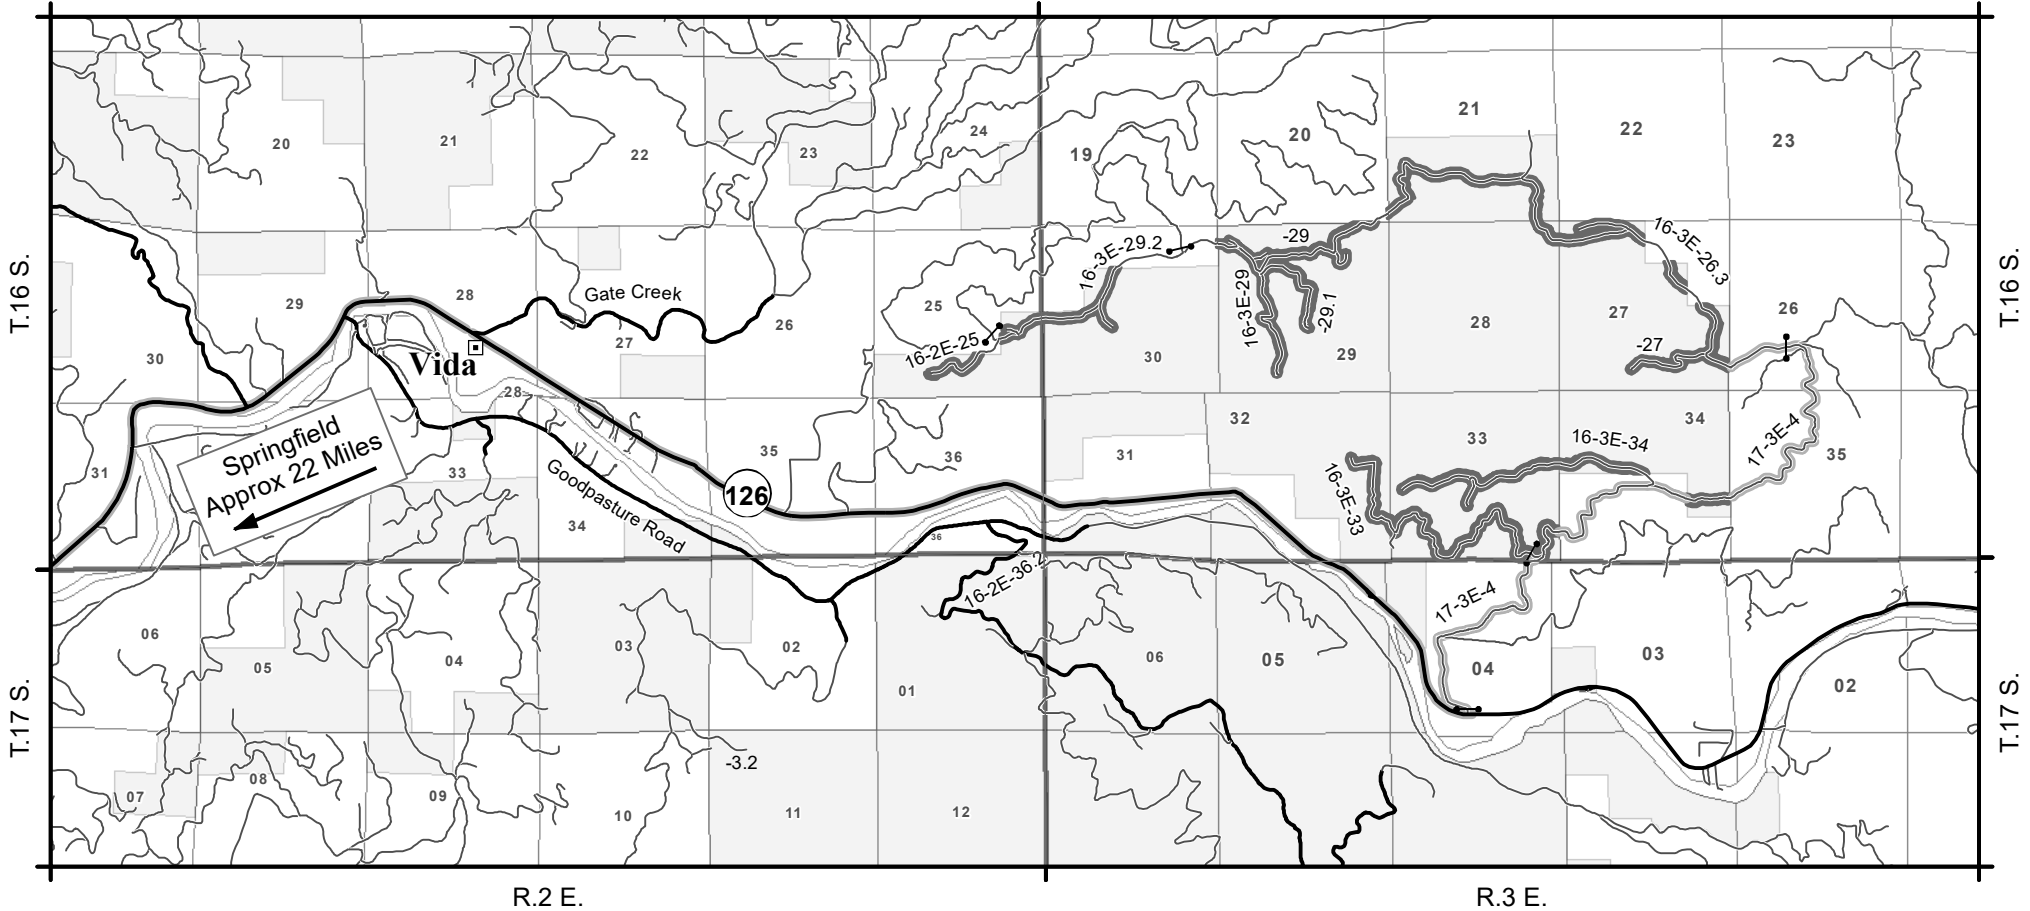 21
22
20
23
24
19
20
21
22
23
16-3E-29.2
-29
16-3E-26.3
T.16 S.
T.16 S.
29
28
Gate Creek
25
26
27
16-3E-29
-29.1
28
27
26
30
Vida
16-2E-25
30
29
-27
28
32
34
33
16-3E-34
17-3E-4
35
Springfield
Approx 22 Miles
35
36
31
31
33
126
16-3E-33
Goodpasture Road
34
36
16-2E-36.2
17-3E-4
06
05
04
03
02
01
06
05
04
03
02
T.17 S.
T.17 S.
-3.2
07
08
09
10
11
12
R.2 E.
R.3 E.